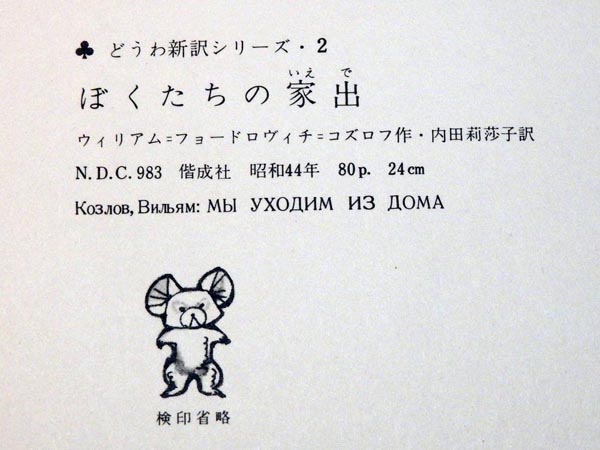 ♣ どうわ新訳シリーズ・2
いえ で
ぼくたちの家出
ウィリアム=フョードロヴィチ=コズロフ作・内田莉莎子訳
N.D.C.983 偕成社 昭和44年 80p. 24cm
Козлов, Вильям: МЫ УХОДИМ ИЗ ДОМА
検印省略